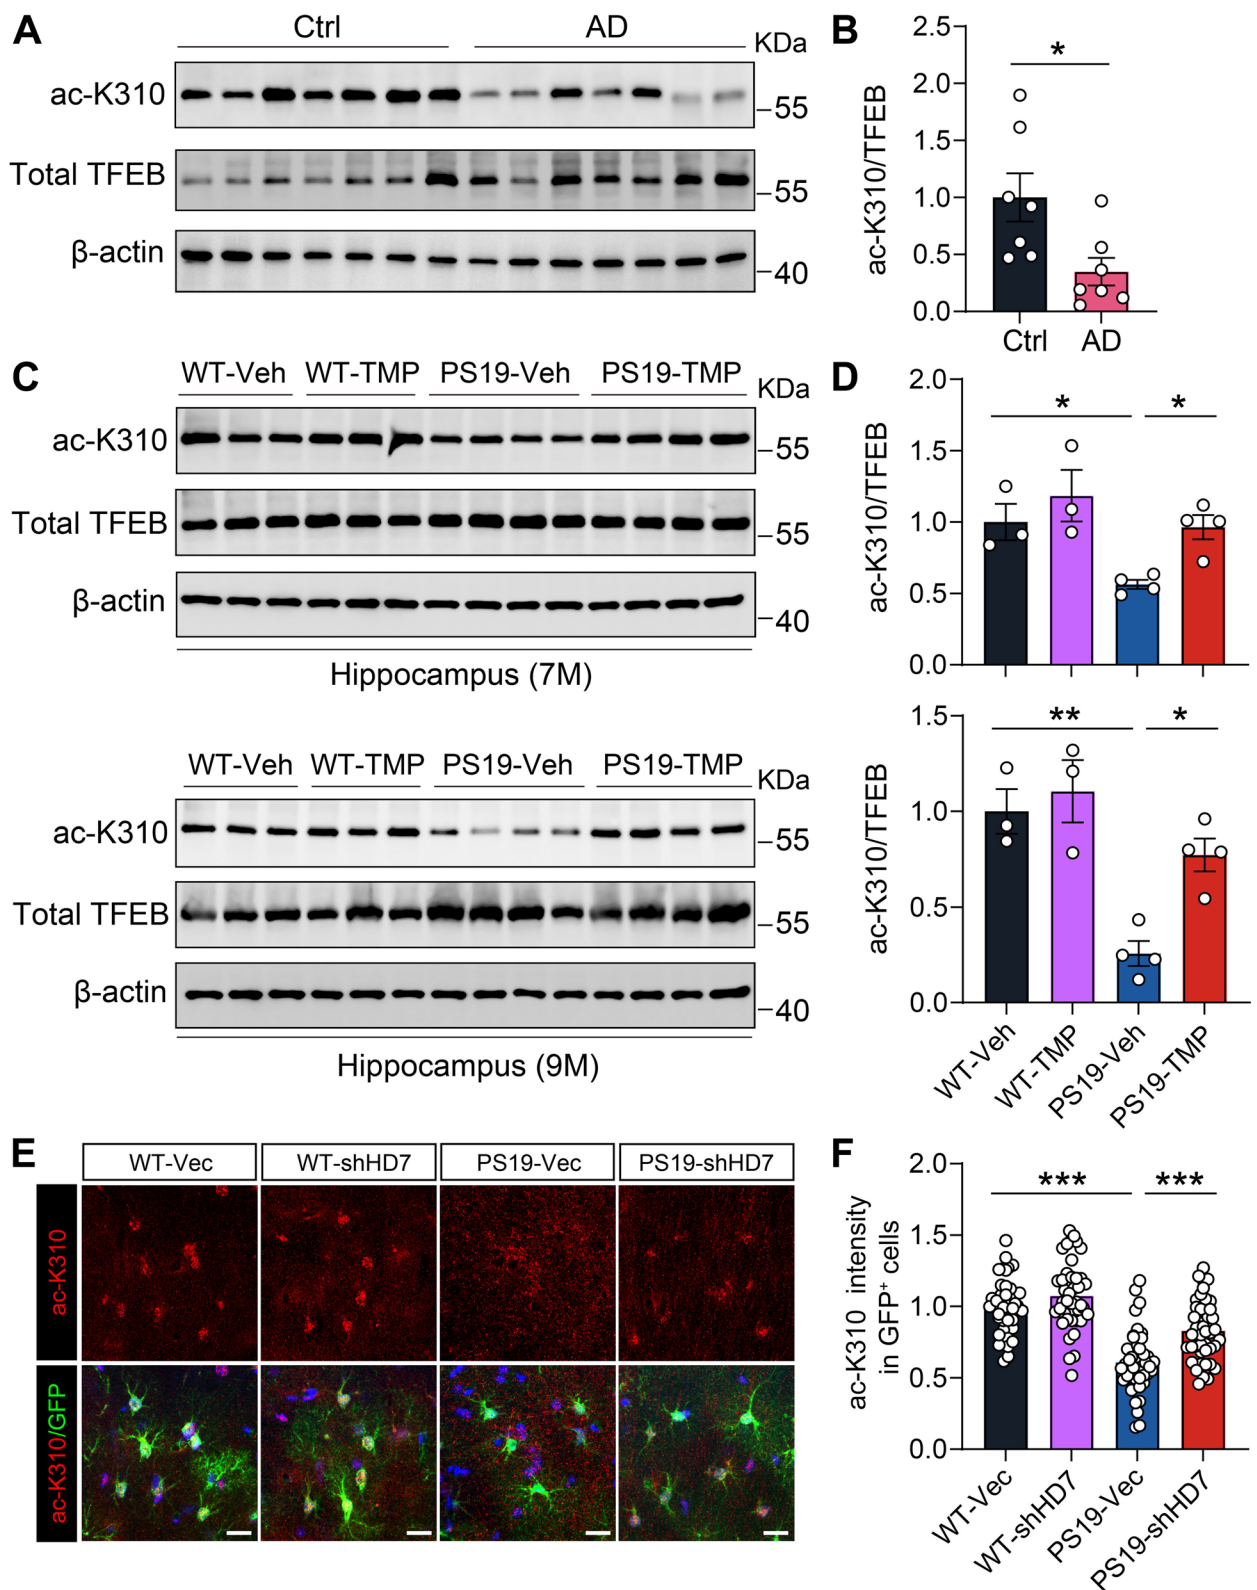 A
Ctrl
AD
KDa
ac-K310
55
Total TFEB
55
β-actin
40
B
ac-K310/TFEB
2.5
2.0
1.5
1.0
0.5
0.0
*
Ctrl
AD
C
WT-Veh
WT-TMP
PS19-Veh
PS19-TMP
KDa
ac-K310
55
Total TFEB
55
β-actin
40
Hippocampus (7M)
WT-Veh
WT-TMP
PS19-Veh
PS19-TMP
KDa
ac-K310
55
Total TFEB
55
β-actin
40
Hippocampus (9M)
D
ac-K310/TFEB
2.0
1.5
1.0
0.5
0.0
*
*
ac-K310/TFEB
1.5
1.0
0.5
0.0
**
*
WT-Veh
WT-TMP
PS19-Veh
PS19-TMP
E
WT-Vec
WT-shHD7
PS19-Vec
PS19-shHD7
ac-K310
ac-K310/GFP
F
ac-K310 intensity
in GFP+ cells
2.0
1.5
1.0
0.5
0.0
***
***
WT-Vec
WT-shHD7
PS19-Vec
PS19-shHD7